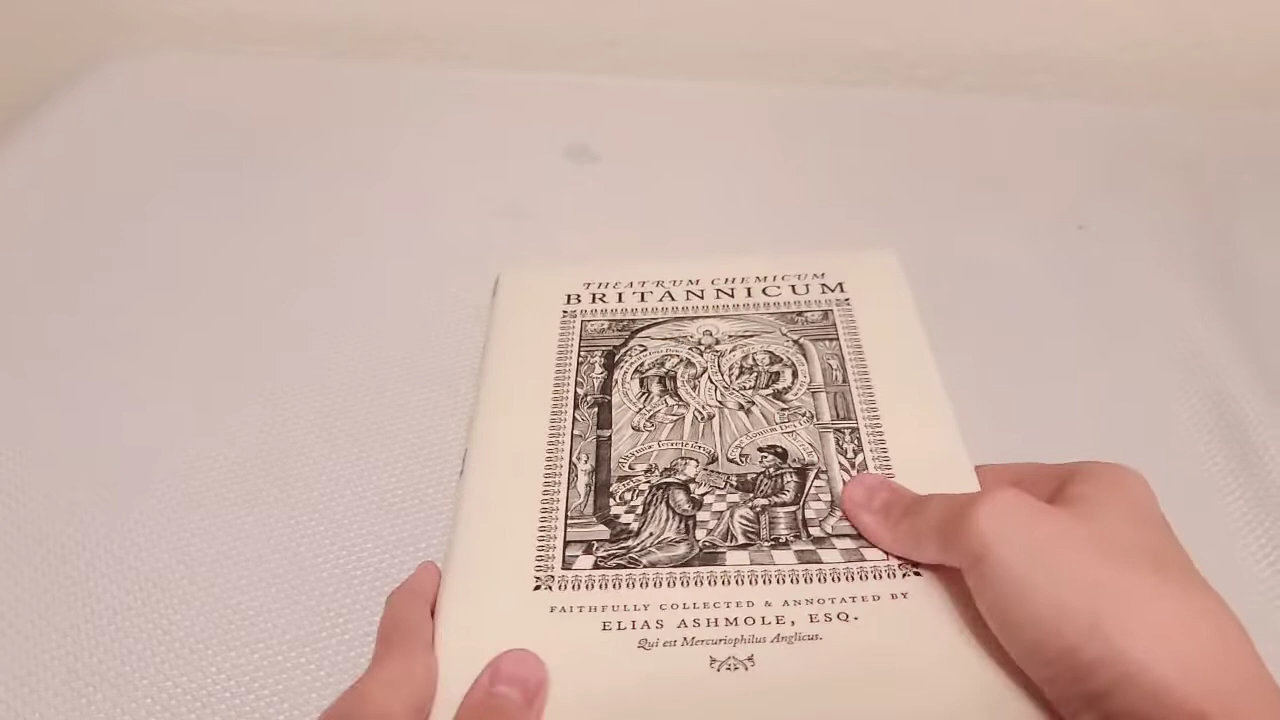 THEATRUM CHEMICUM
BRITANNICUM
FAITHFULLY COLLECTED & ANNOTATED BY
ELIAS ASHMOLE, ESQ.
Qui est Mercuriophilus Anglicus.